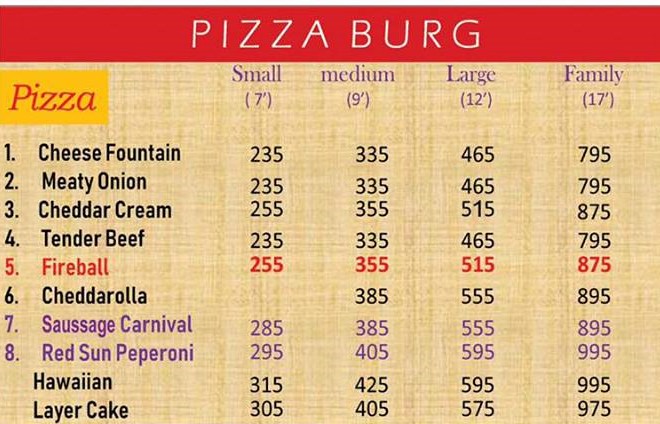 PIZZA BURG
Pizza
Small medium Large Family
( 7′) (9′) (12′) (17′)
1. Cheese Fountain 235 335 465 795
2. Meaty Onion 235 335 465 795
3. Cheddar Cream 255 355 515 875
4. Tender Beef 235 335 465 795
5. Fireball 255 355 515 875
6. Cheddarolla 385 555 895
7. Saussage Carnival 285 385 555 895
8. Red Sun Peperoni 295 405 595 995
Hawaiian 315 425 595 995
Layer Cake 305 405 575 975